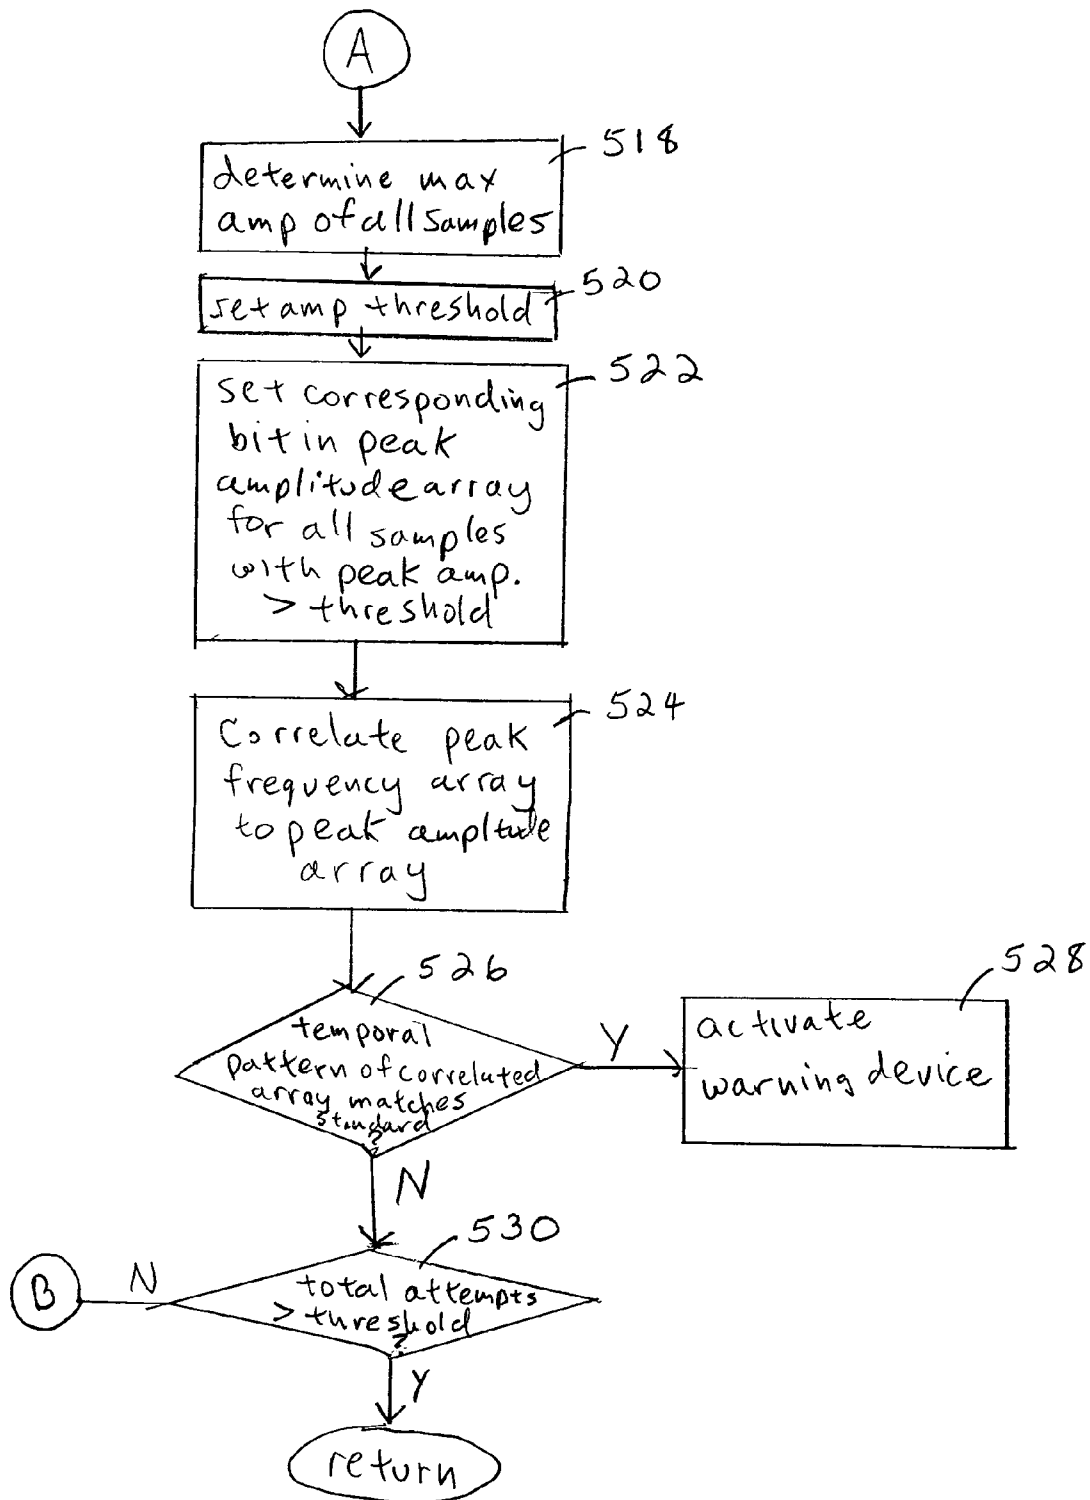 A
518
determine max
amp of all samples
520
set amp threshold
522
set corresponding
bit in peak
amplitude array
for all samples
with peak amp.
> threshold
524
Correlate peak
frequency array
to peak ampltude
array
526
temporal
pattern of correlated
array matches
standard
?
Y
528
activate
warning device
N
530
total attempts
> threshold
?
N
B
Y
return